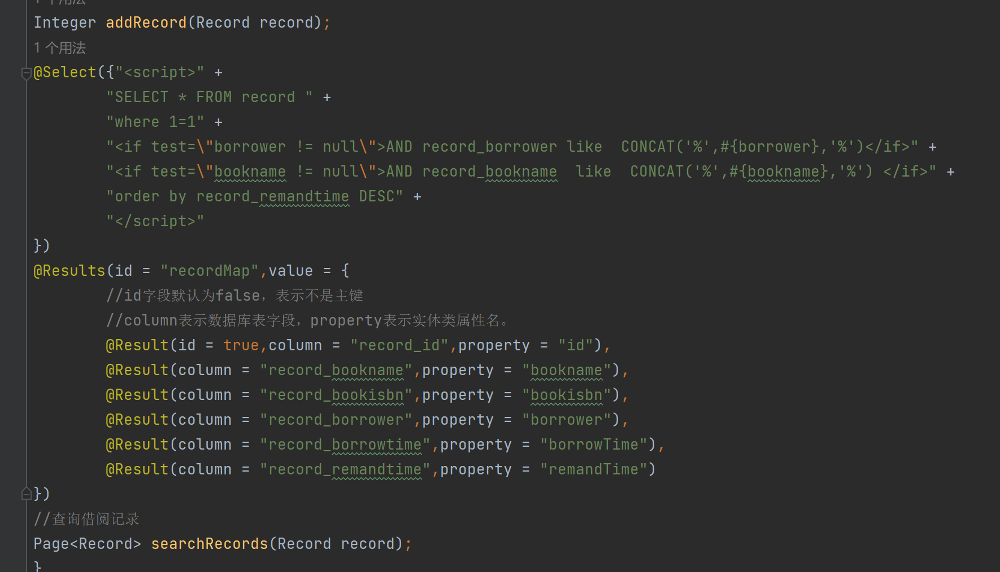 1 个用法
Integer addRecord(Record record);
1 个用法
@Select({"<script>" +
"SELECT * FROM record " +
"where 1=1" +
"<if test=\"borrower != null\">AND record_borrower like  CONCAT('%',#{borrower},'%')</if>" +
"<if test=\"bookname != null\">AND record_bookname  like  CONCAT('%',#{bookname},'%') </if>" +
"order by record_remandtime DESC" +
"</script>"
})
@Results(id = "recordMap",value = {
//id字段默认为false，表示不是主键
//column表示数据库表字段，property表示实体类属性名。
@Result(id = true,column = "record_id",property = "id"),
@Result(column = "record_bookname",property = "bookname"),
@Result(column = "record_bookisbn",property = "bookisbn"),
@Result(column = "record_borrower",property = "borrower"),
@Result(column = "record_borrowtime",property = "borrowTime"),
@Result(column = "record_remandtime",property = "remandTime")
})
//查询借阅记录
Page<Record> searchRecords(Record record);
}